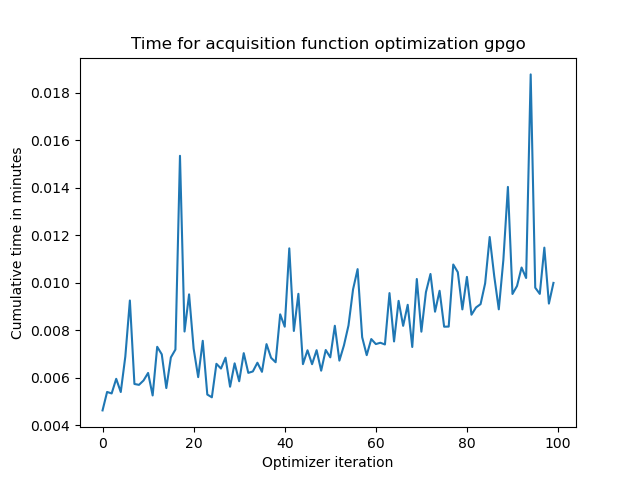 Time for acquisition function optimization gpgo
Cumulative time in minutes
0.018
0.016
0.014
0.012
0.010
0.008
0.006
0.004
0 20 40 60 80 100
Optimizer iteration